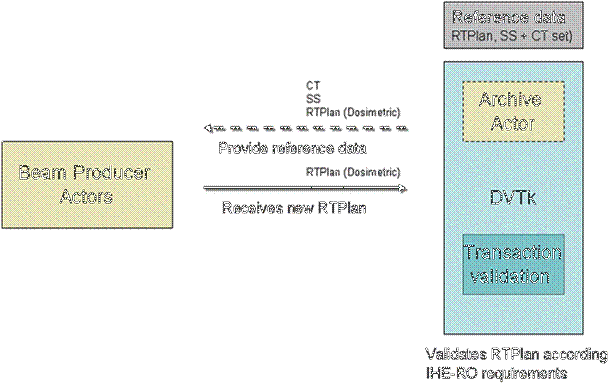 Reference data
RTPlan, SS + CT set)
CT
SS
RTPlan (Dosimetric)
Archive
Actor
Provide reference data
Beam Producer
Actors
RTPlan (Dosimetric)
Receives new RTPlan
DVTk
Transaction
validation
Validates RTPlan according
IHE-RO requirements